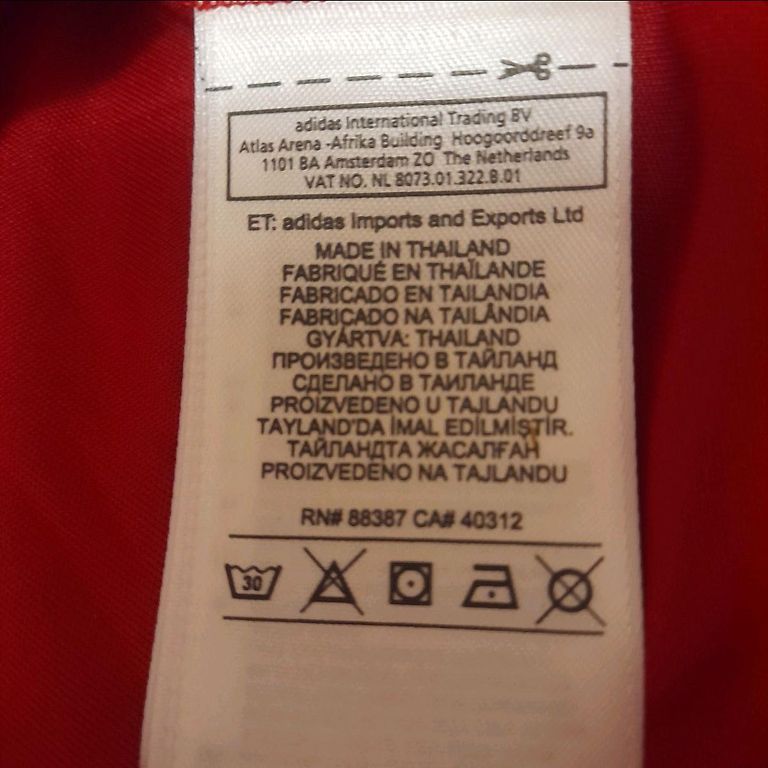 adidas International Trading BV
Atlas Arena -Afrika Building Hoogoorddreef 9a
1101 BA Amsterdam ZO The Netherlands
VAT NO. NL 8073.01.322.B.01
ET: adidas Imports and Exports Ltd
MADE IN THAILAND
FABRIQUÉ EN THAÏLANDE
FABRICADO EN TAILANDIA
FABRICADO NA TAILÂNDIA
GYÁRTVA: THAILAND
ПРОИЗВЕДЕНО В ТАЙЛАНД
СДЕЛАНО В ТАИЛАНДЕ
PROIZVEDENO U TAJLANDU
TAYLAND'DA İMAL EDİLMİŞTİR.
ТАЙЛАНДТА ЖАСАЛҒАН
PROIZVEDENO NA TAJLANDU
RN# 88387 CA# 40312
30